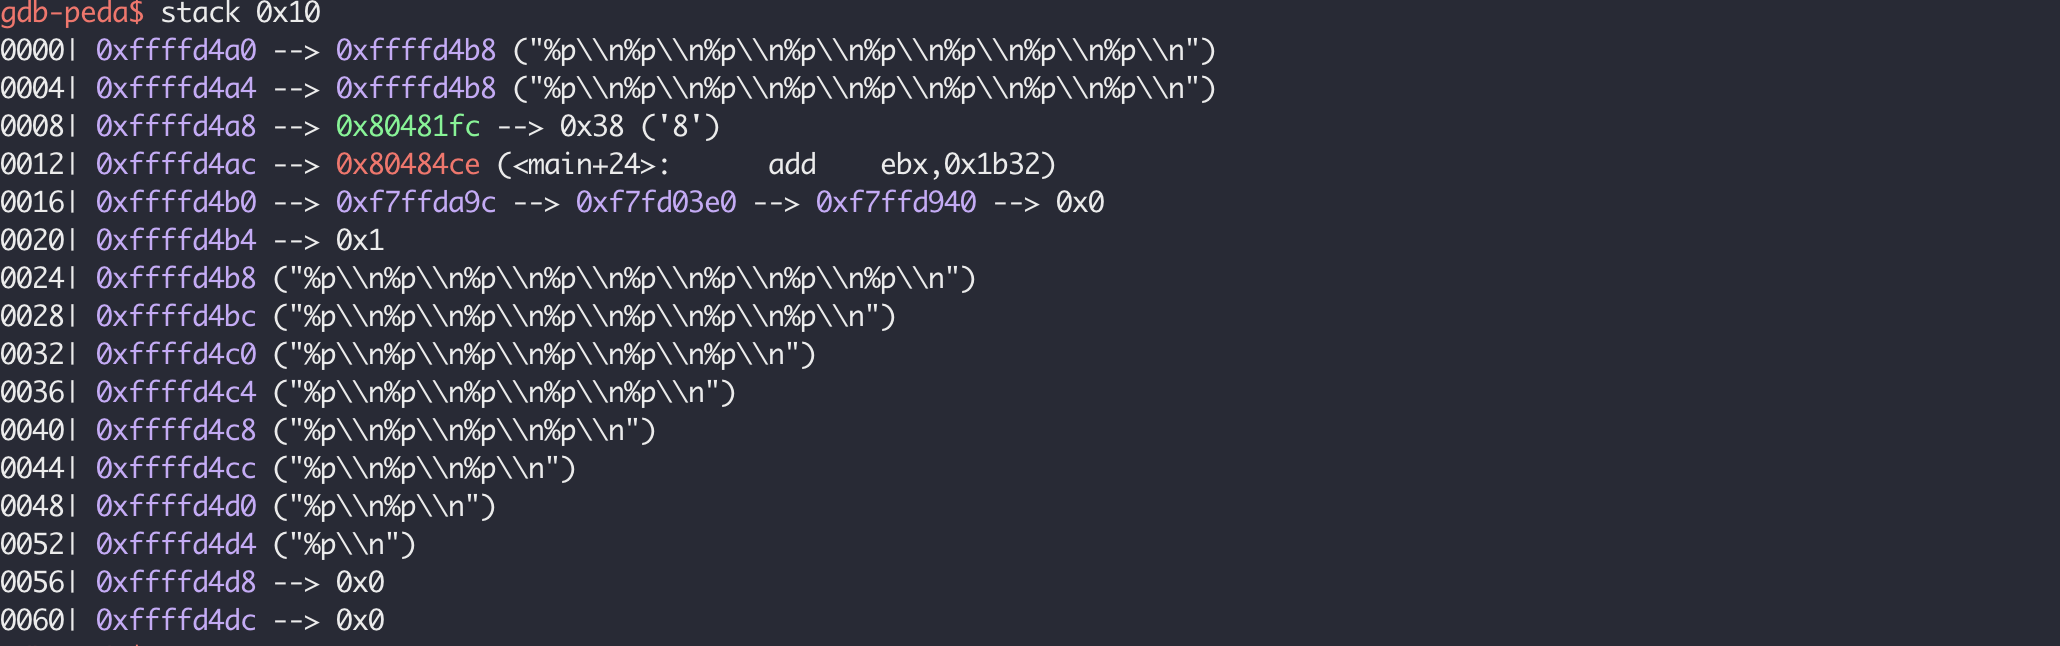 gdb-peda$ stack 0x10
0000| 0xffffd4a0 --> 0xffffd4b8 ("%p\\n%p\\n%p\\n%p\\n%p\\n%p\\n%p\\n%p\\n")
0004| 0xffffd4a4 --> 0xffffd4b8 ("%p\\n%p\\n%p\\n%p\\n%p\\n%p\\n%p\\n%p\\n")
0008| 0xffffd4a8 --> 0x80481fc --> 0x38 ('8')
0012| 0xffffd4ac --> 0x80484ce (<main+24>:      add    ebx,0x1b32)
0016| 0xffffd4b0 --> 0xf7ffda9c --> 0xf7fd03e0 --> 0xf7ffd940 --> 0x0
0020| 0xffffd4b4 --> 0x1
0024| 0xffffd4b8 ("%p\\n%p\\n%p\\n%p\\n%p\\n%p\\n%p\\n%p\\n")
0028| 0xffffd4bc ("%p\\n%p\\n%p\\n%p\\n%p\\n%p\\n%p\\n")
0032| 0xffffd4c0 ("%p\\n%p\\n%p\\n%p\\n%p\\n%p\\n")
0036| 0xffffd4c4 ("%p\\n%p\\n%p\\n%p\\n%p\\n")
0040| 0xffffd4c8 ("%p\\n%p\\n%p\\n%p\\n")
0044| 0xffffd4cc ("%p\\n%p\\n%p\\n")
0048| 0xffffd4d0 ("%p\\n%p\\n")
0052| 0xffffd4d4 ("%p\\n")
0056| 0xffffd4d8 --> 0x0
0060| 0xffffd4dc --> 0x0